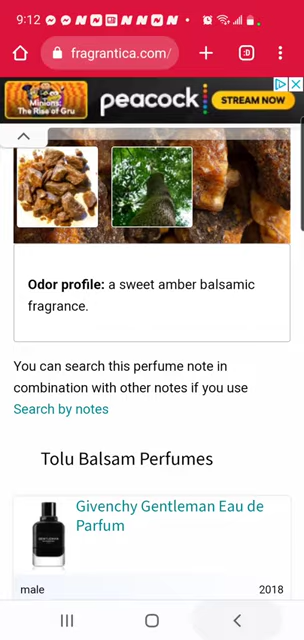 9:12
fragrantica.com/
:D
Minions:
The Rise of Gru
peacock
STREAM NOW
Odor profile: a sweet amber balsamic
fragrance.
You can search this perfume note in
combination with other notes if you use
Search by notes
Tolu Balsam Perfumes
GENTLEMAN
Givenchy Gentleman Eau de
Parfum
male
2018